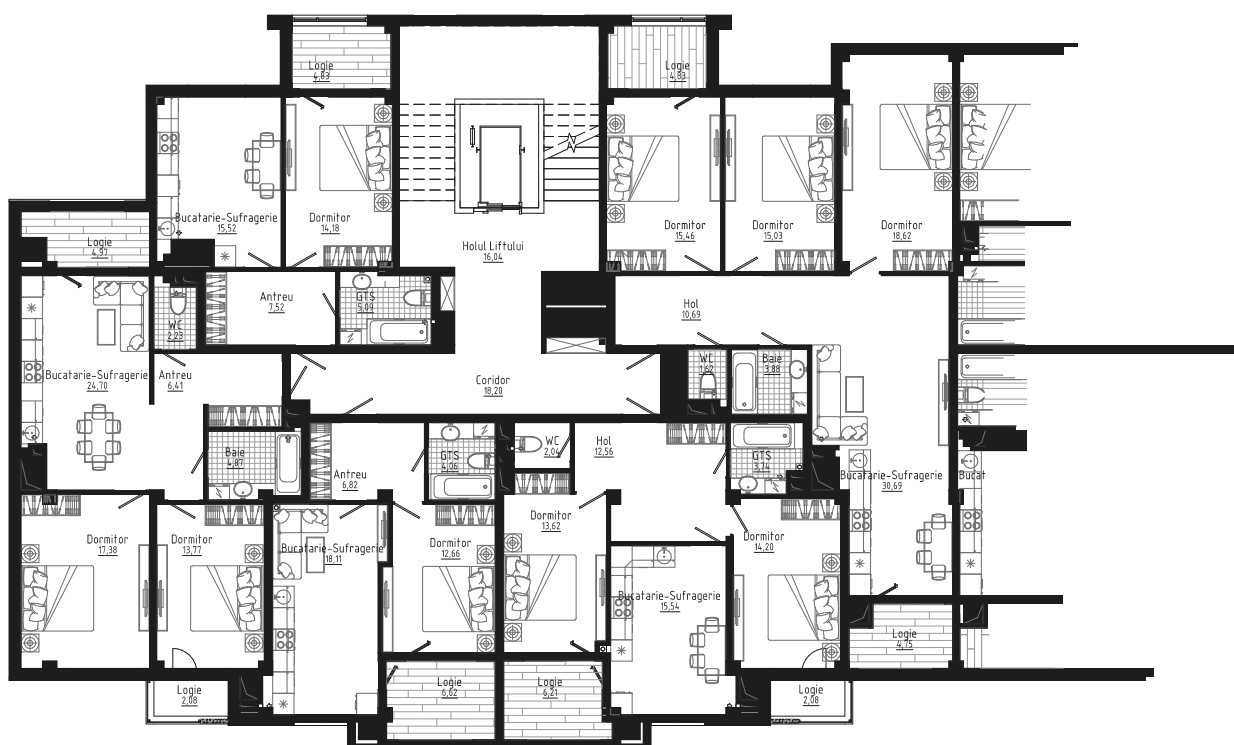 Logie
4,83
Logie
4,83
Bucatarie-Sufragerie
15,52
Dormitor
14,18
Dormitor
15,46
Dormitor
15,03
Dormitor
18,62
Logie
4,97
Holul Liftului
16,04
Antreu
7,52
GTS
5,09
Hol
10,69
WC
2,23
Bucatarie-Sufragerie
24,70
Antreu
6,41
Coridor
18,20
WC
1,62
Baie
3,88
Baie
4,87
Antreu
6,82
GTS
4,06
WC
2,04
Hol
12,56
GTS
3,74
Bucatarie-Sufragerie
30,69
Bucat
Dormitor
17,38
Dormitor
13,77
Bucatarie-Sufragerie
18,11
Dormitor
12,66
Dormitor
13,62
Dormitor
14,20
Bucatarie-Sufragerie
15,54
Logie
4,75
Logie
2,08
Logie
6,62
Logie
6,21
Logie
2,08